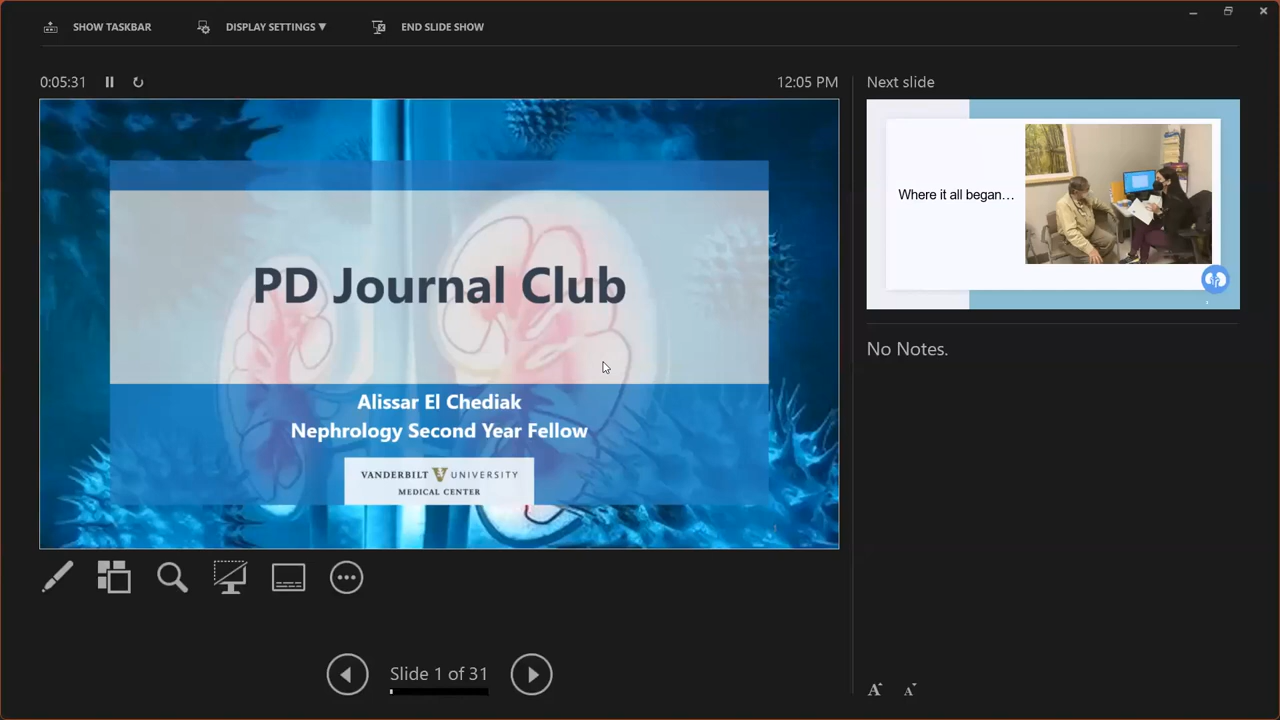 SHOW TASKBAR
DISPLAY SETTINGS ▼
END SLIDE SHOW
0:05:31
12:05 PM
PD Journal Club
Alissar El Chediak
Nephrology Second Year Fellow
VANDERBILT V UNIVERSITY
MEDICAL CENTER
Slide 1 of 31
Next slide
Where it all began…
No Notes.
A
A